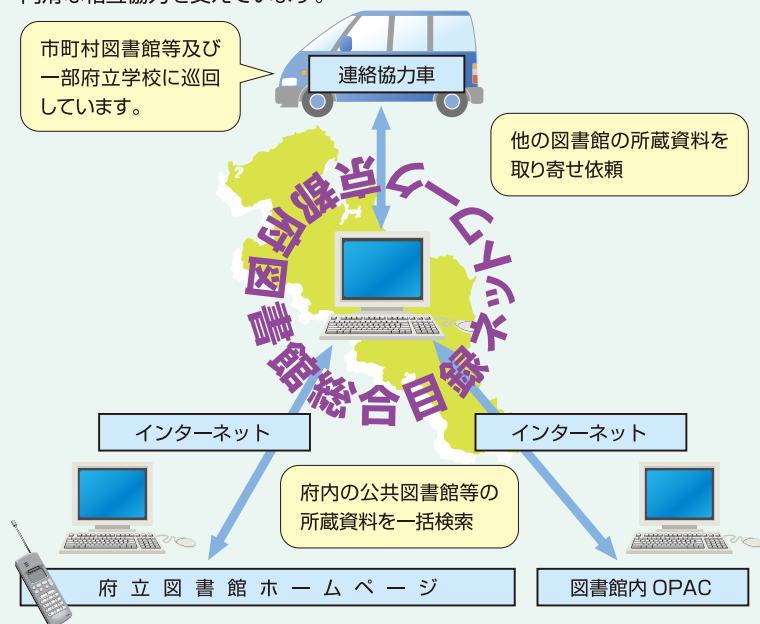 市町村図書館等及び
一部府立学校に巡回
しています。
連絡協力車
他の図書館の所蔵資料を
取り寄せ依頼
京都府図書館総合目録ネットワーク
インターネット
インターネット
府内の公共図書館等の
所蔵資料を一括検索
府立図書館ホームページ
図書館内 OPAC